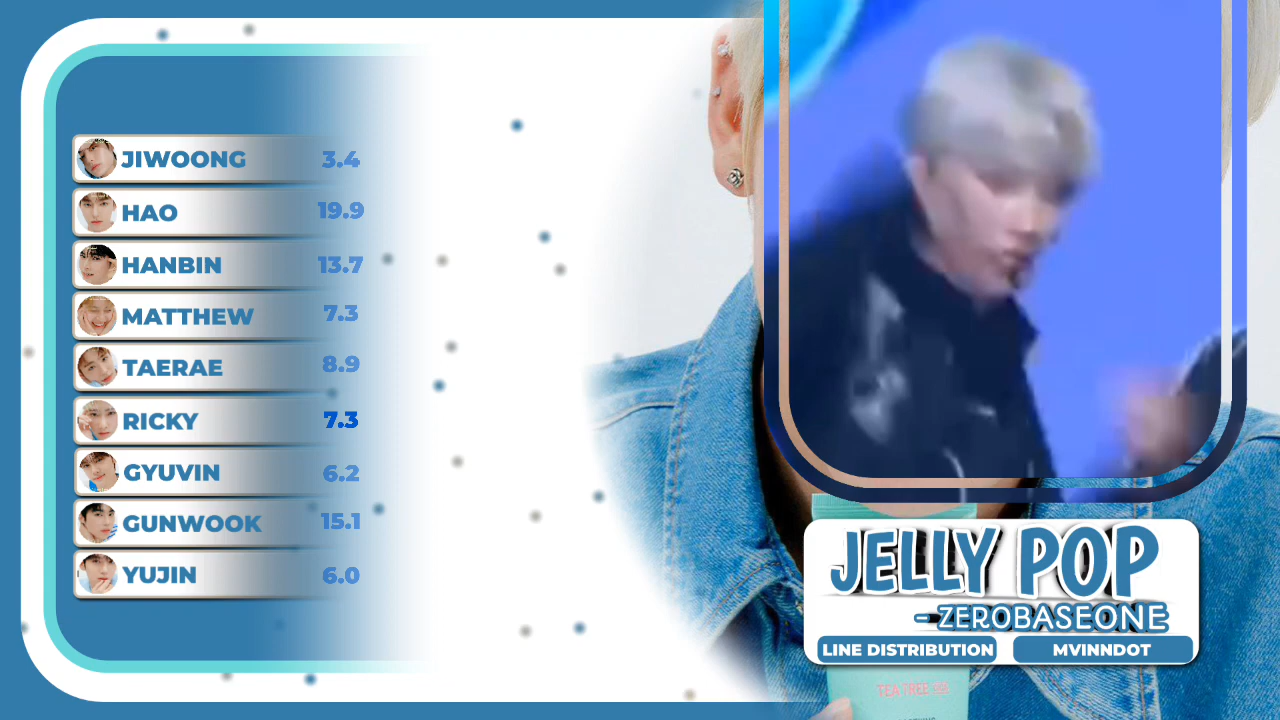 JIWOONG 3.4
HAO 19.9
HANBIN 13.7
MATTHEW 7.3
TAERAE 8.9
RICKY 7.3
GYUVIN 6.2
GUNWOOK 15.1
YUJIN 6.0
JELLY POP
- ZEROBASEONE
LINE DISTRIBUTION MVINNDOT
TEA TREE